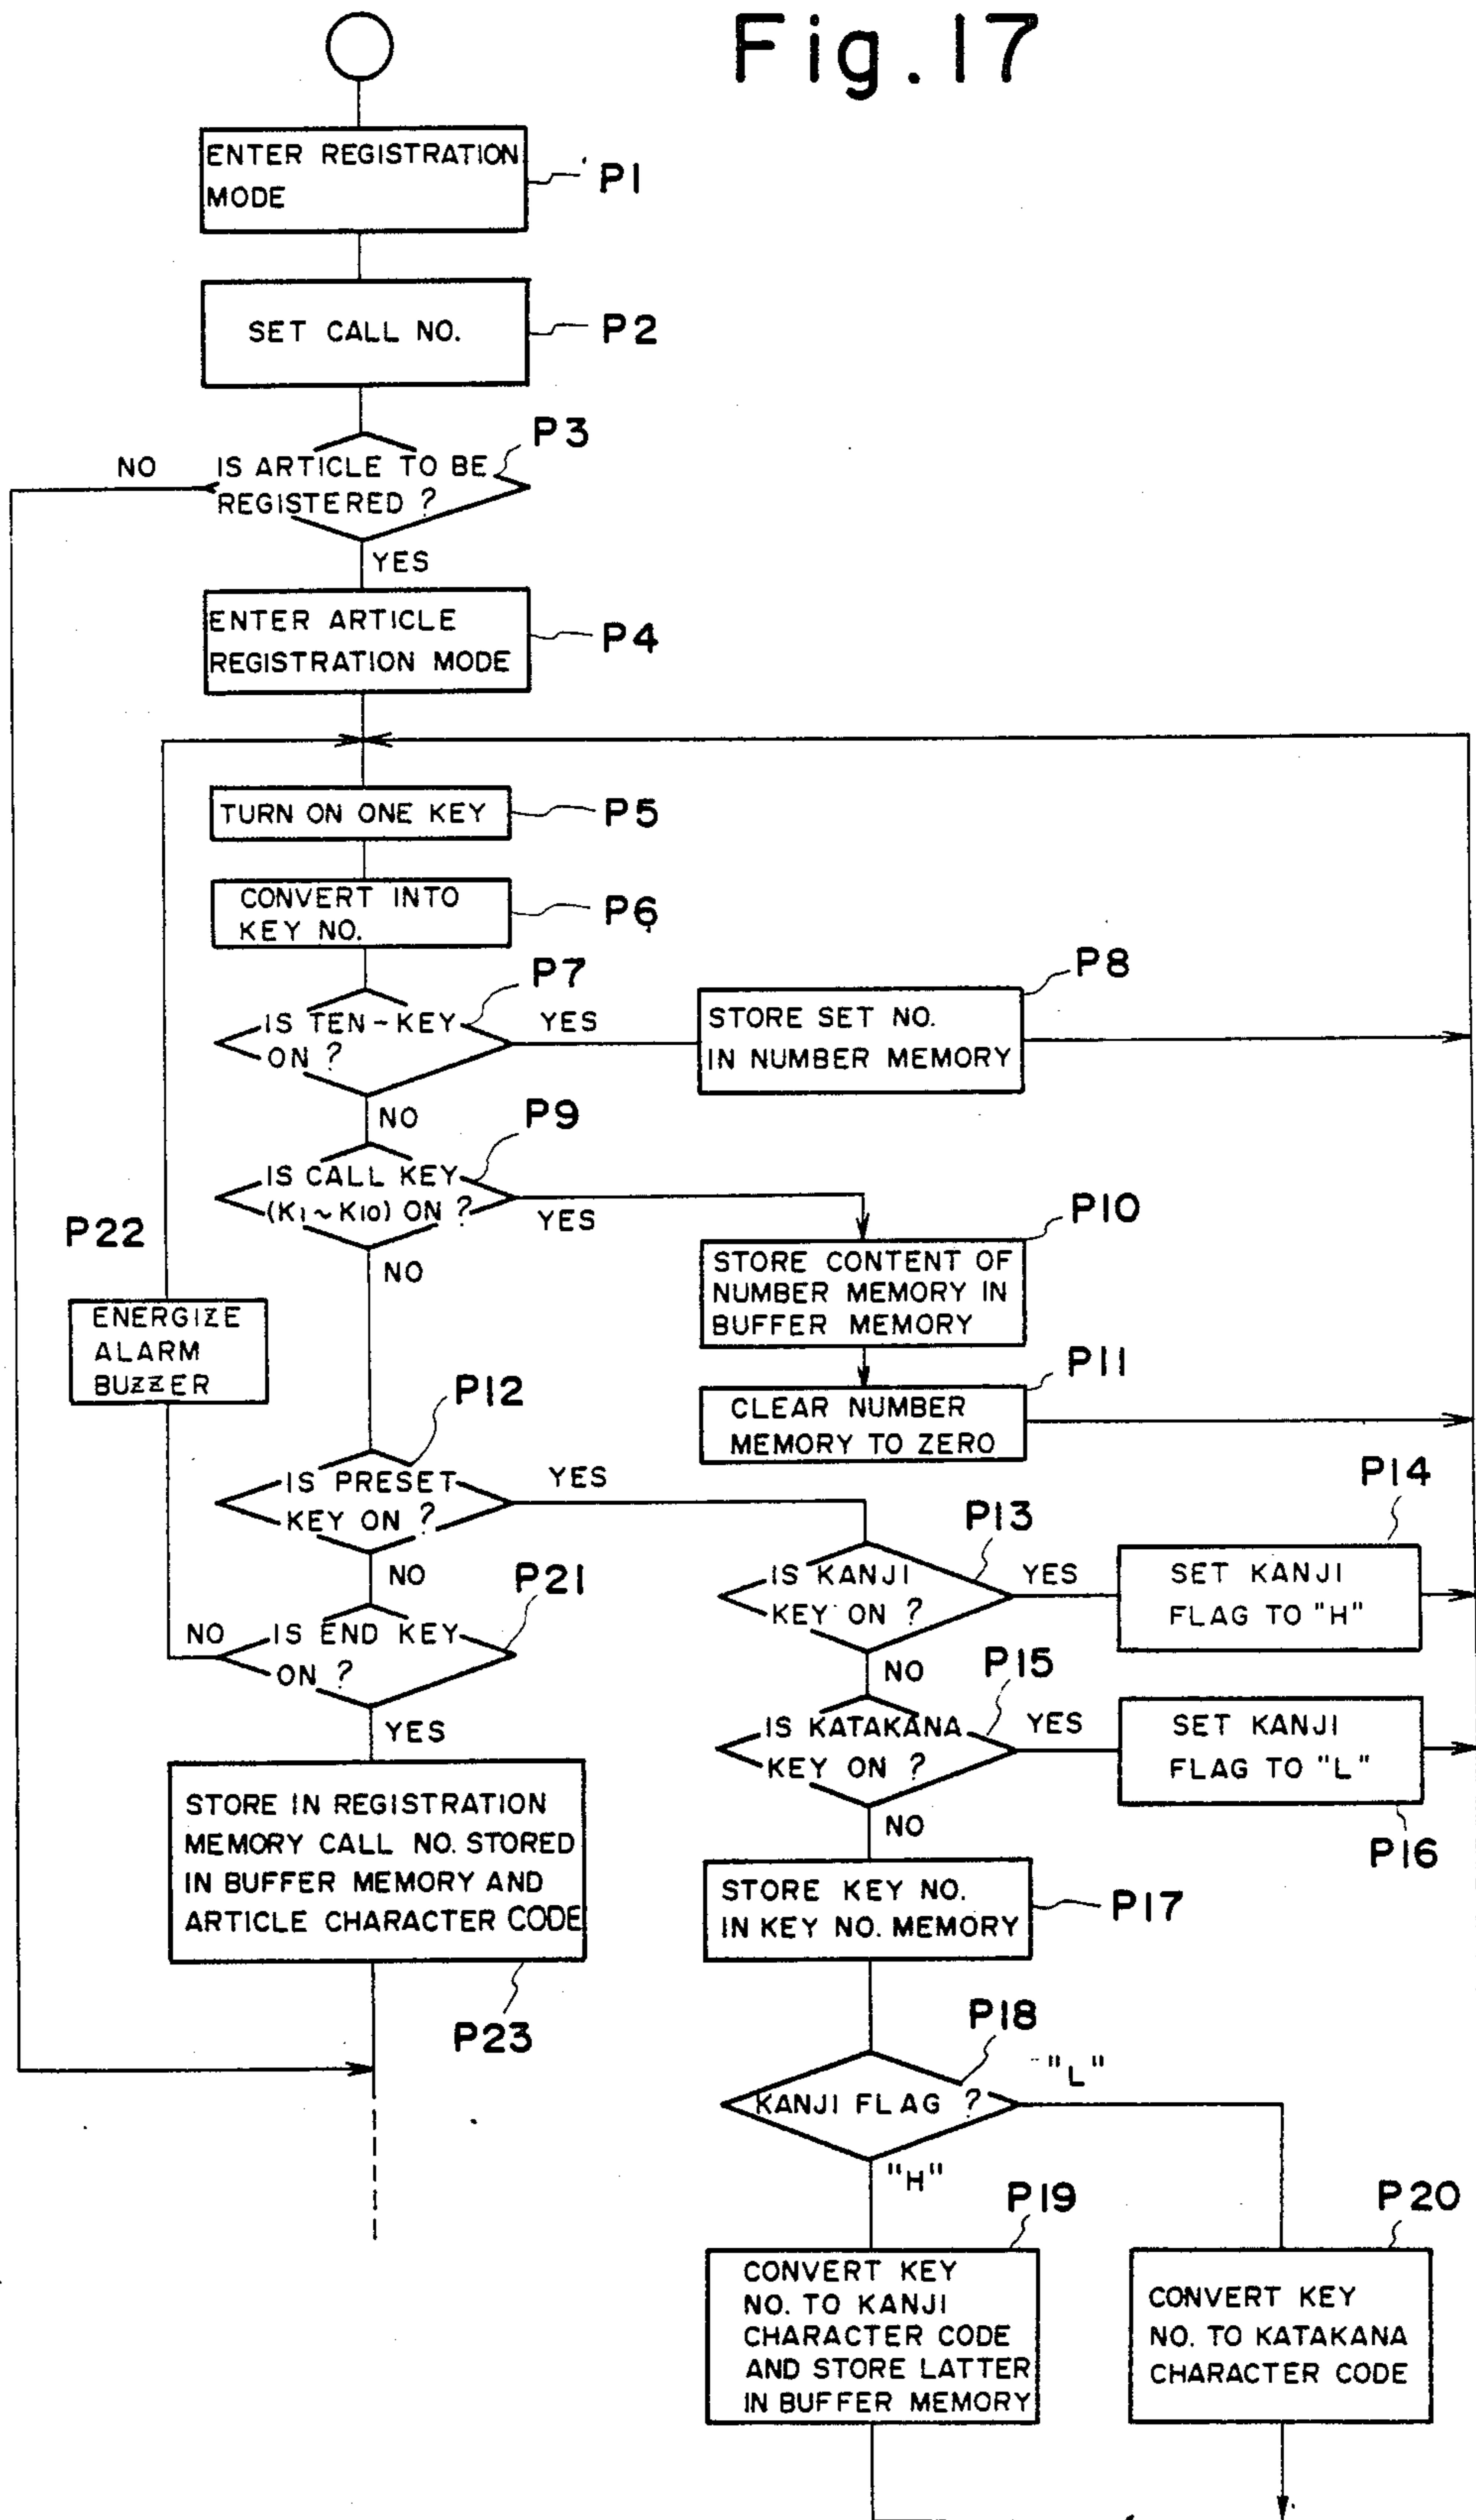 Fig.17
ENTER REGISTRATION
MODE
P1
SET CALL NO.
P2
P3
NO
IS ARTICLE TO BE
REGISTERED ?
YES
ENTER ARTICLE
REGISTRATION MODE
P4
TURN ON ONE KEY
P5
CONVERT INTO
KEY NO.
P6
P7
IS TEN-KEY
ON ?
YES
P8
STORE SET NO.
IN NUMBER MEMORY
NO
P9
IS CALL KEY
(K1~K10) ON ?
YES
P10
STORE CONTENT OF
NUMBER MEMORY IN
BUFFER MEMORY
P11
CLEAR NUMBER
MEMORY TO ZERO
NO
P22
ENERGIZE
ALARM
BUZZER
P12
IS PRESET
KEY ON ?
YES
P13
IS KANJI
KEY ON ?
YES
P14
SET KANJI
FLAG TO "H"
NO
P21
NO
IS END KEY
ON ?
YES
NO
P15
IS KATAKANA
KEY ON ?
YES
SET KANJI
FLAG TO "L"
P16
NO
STORE IN REGISTRATION
MEMORY CALL NO. STORED
IN BUFFER MEMORY AND
ARTICLE CHARACTER CODE
P23
STORE KEY NO.
IN KEY NO. MEMORY
P17
P18
KANJI FLAG ?
"L"
"H"
P19
CONVERT KEY
NO. TO KANJI
CHARACTER CODE
AND STORE LATTER
IN BUFFER MEMORY
P20
CONVERT KEY
NO. TO KATAKANA
CHARACTER CODE